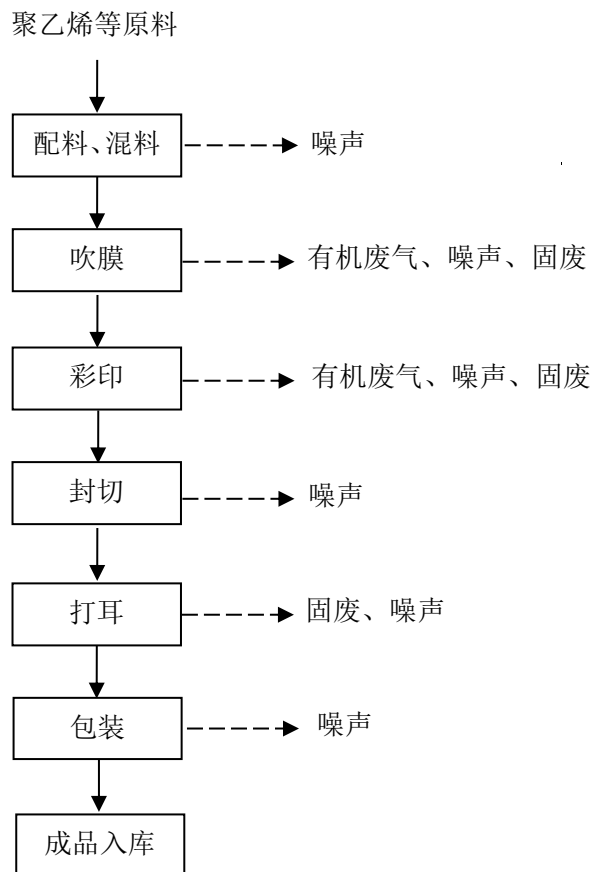 聚乙烯等原料
配料、混料
噪声
吹膜
有机废气、噪声、固废
彩印
有机废气、噪声、固废
封切
噪声
打耳
固废、噪声
包装
噪声
成品入库